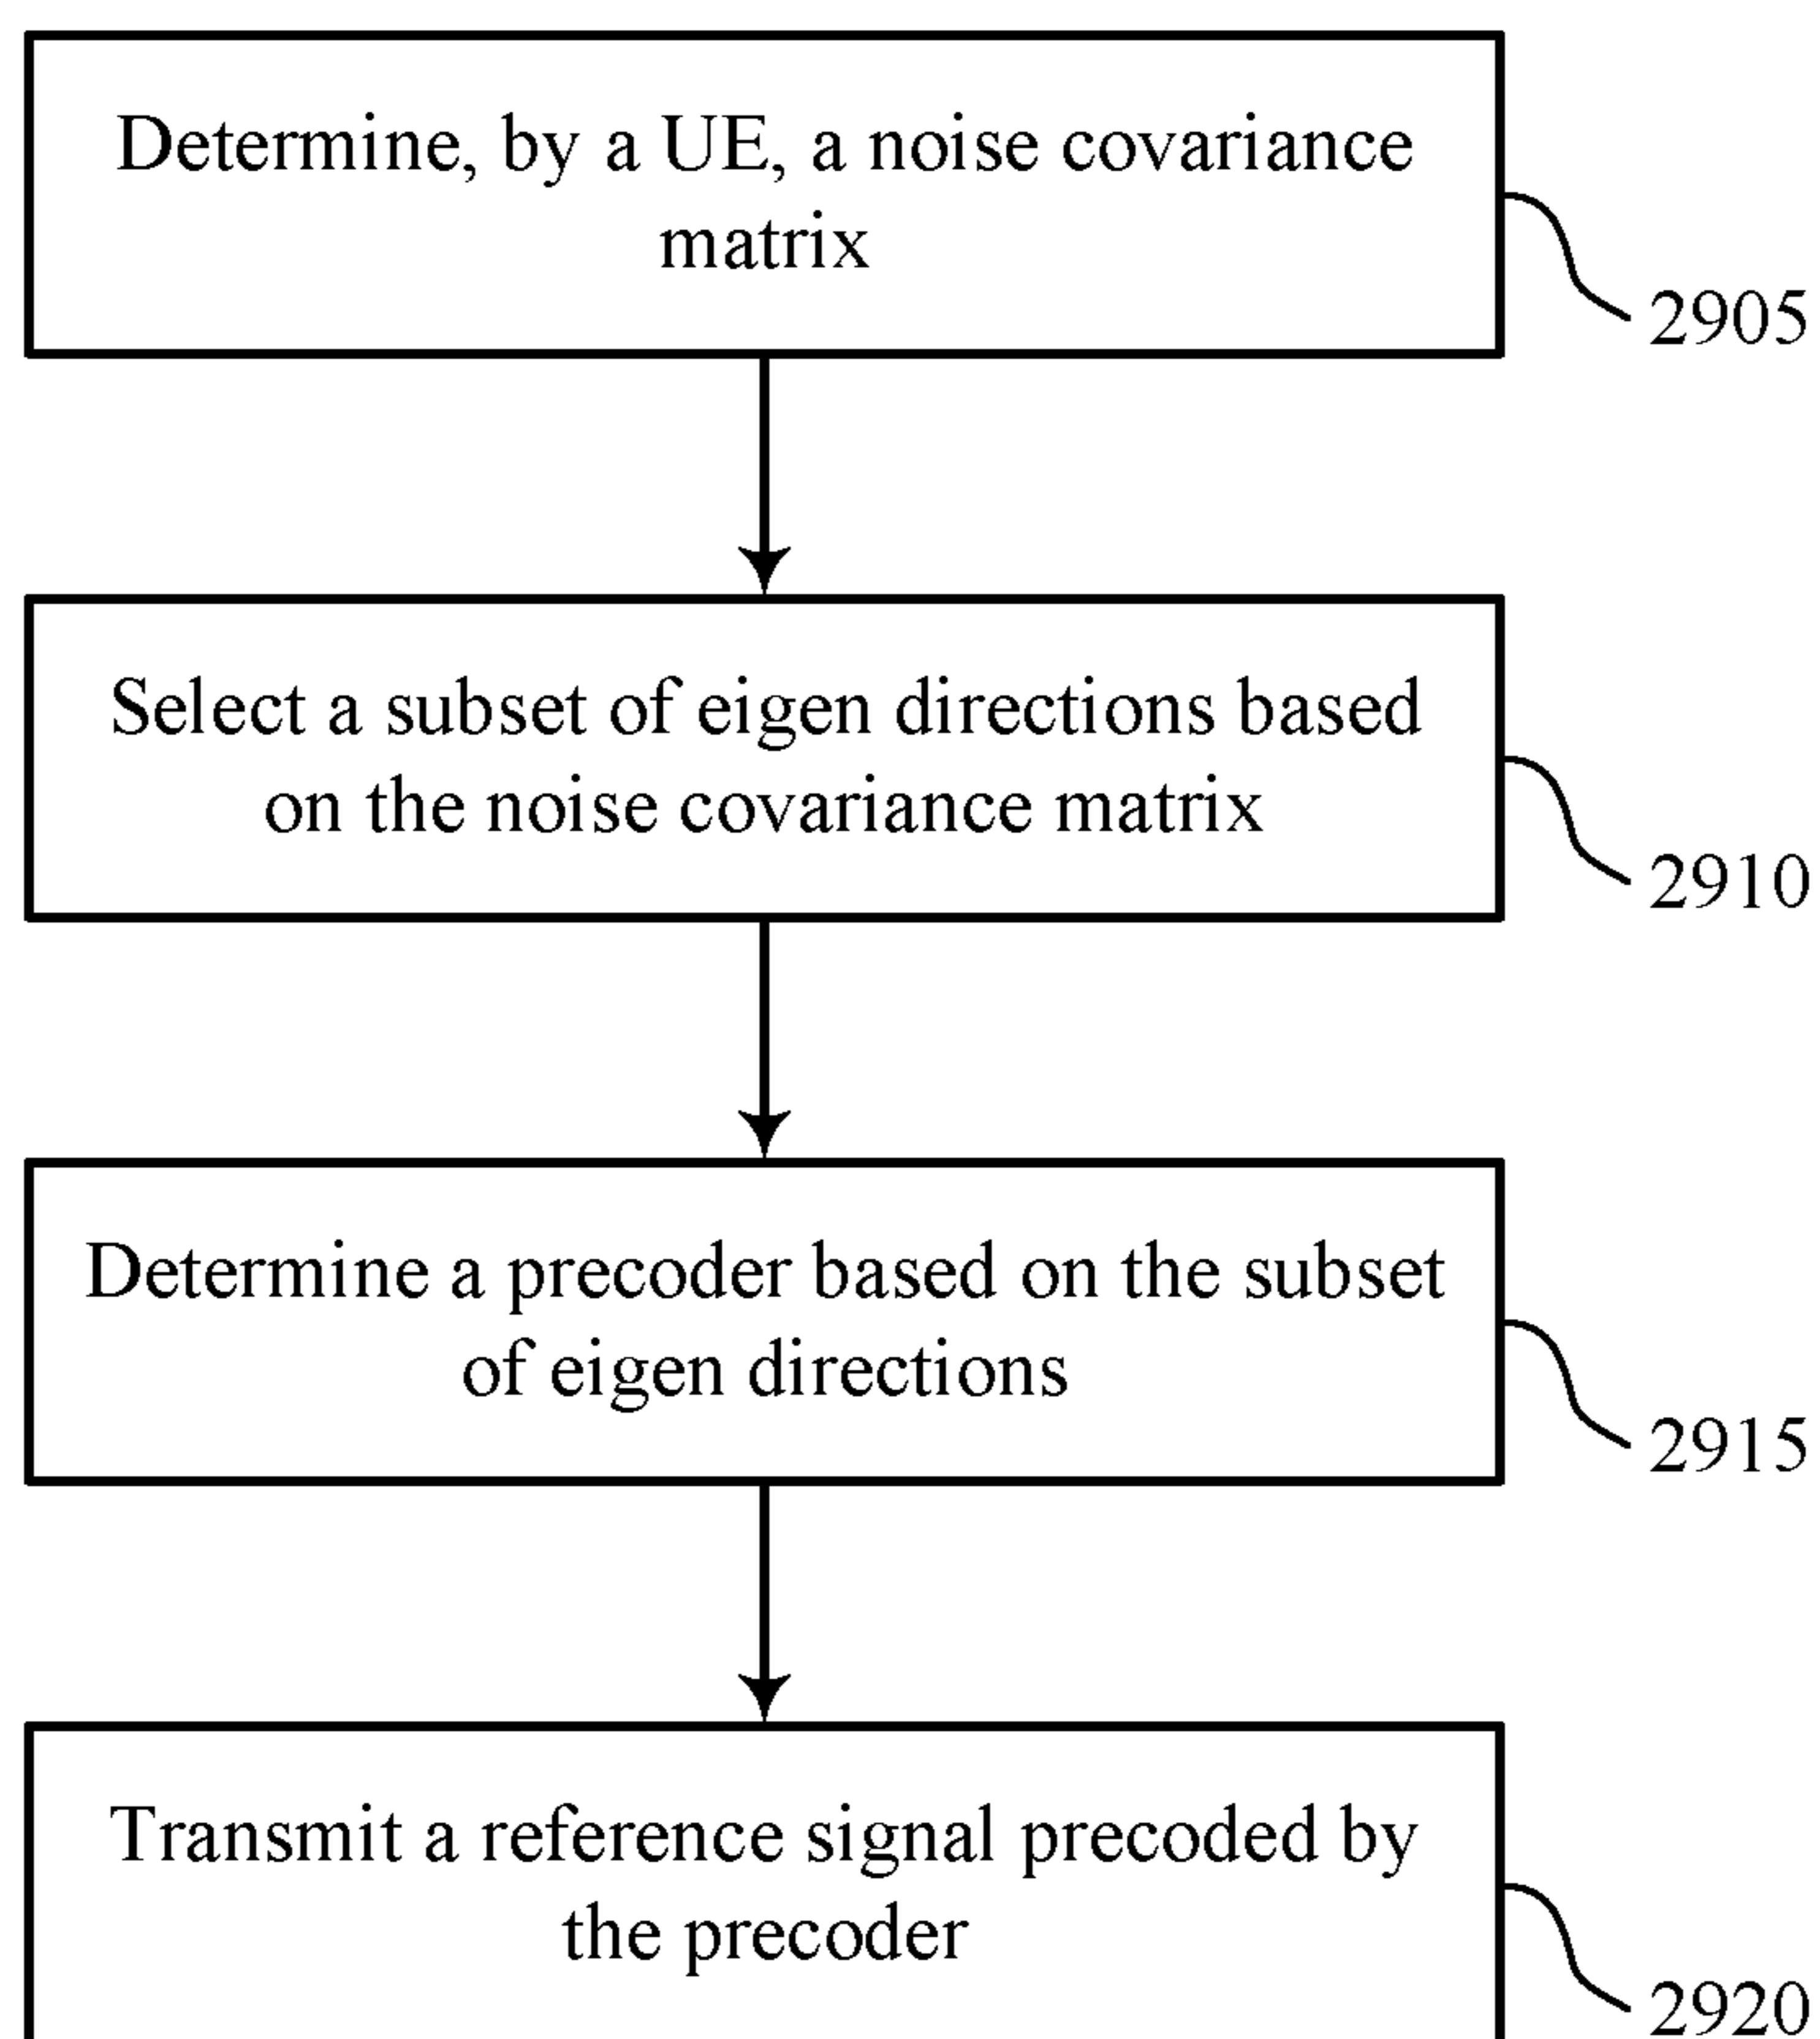 Determine, by a UE, a noise covariance
matrix
2905
Select a subset of eigen directions based
on the noise covariance matrix
2910
Determine a precoder based on the subset
of eigen directions
2915
Transmit a reference signal precoded by
the precoder
2920